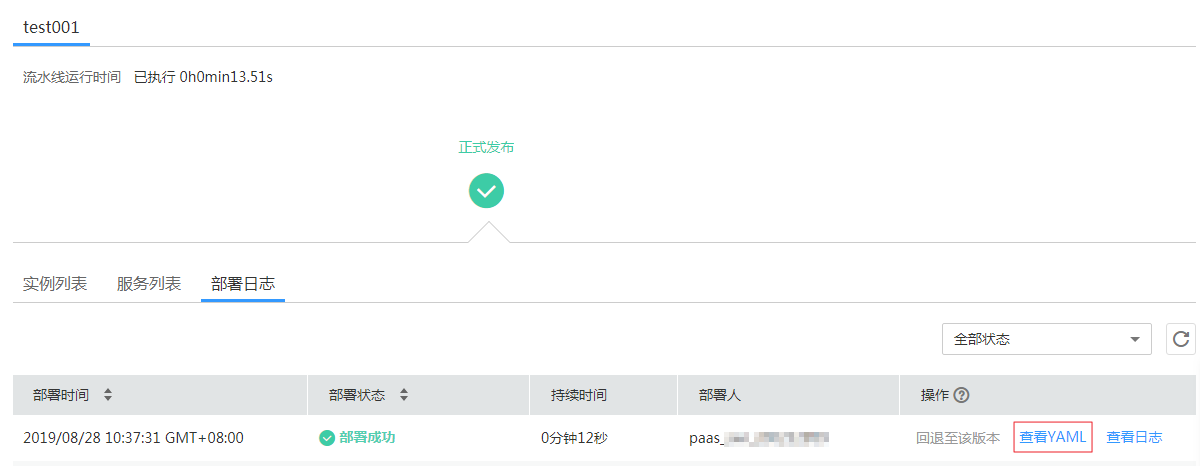 test001
流水线运行时间 已执行 0h0min13.51s
正式发布
实例列表 服务列表 部署日志
全部状态
部署时间 部署状态 持续时间 部署人 操作
2019/08/28 10:37:31 GMT+08:00 部署成功 0分钟12秒 paas_ 回退至该版本 查看YAML 查看日志